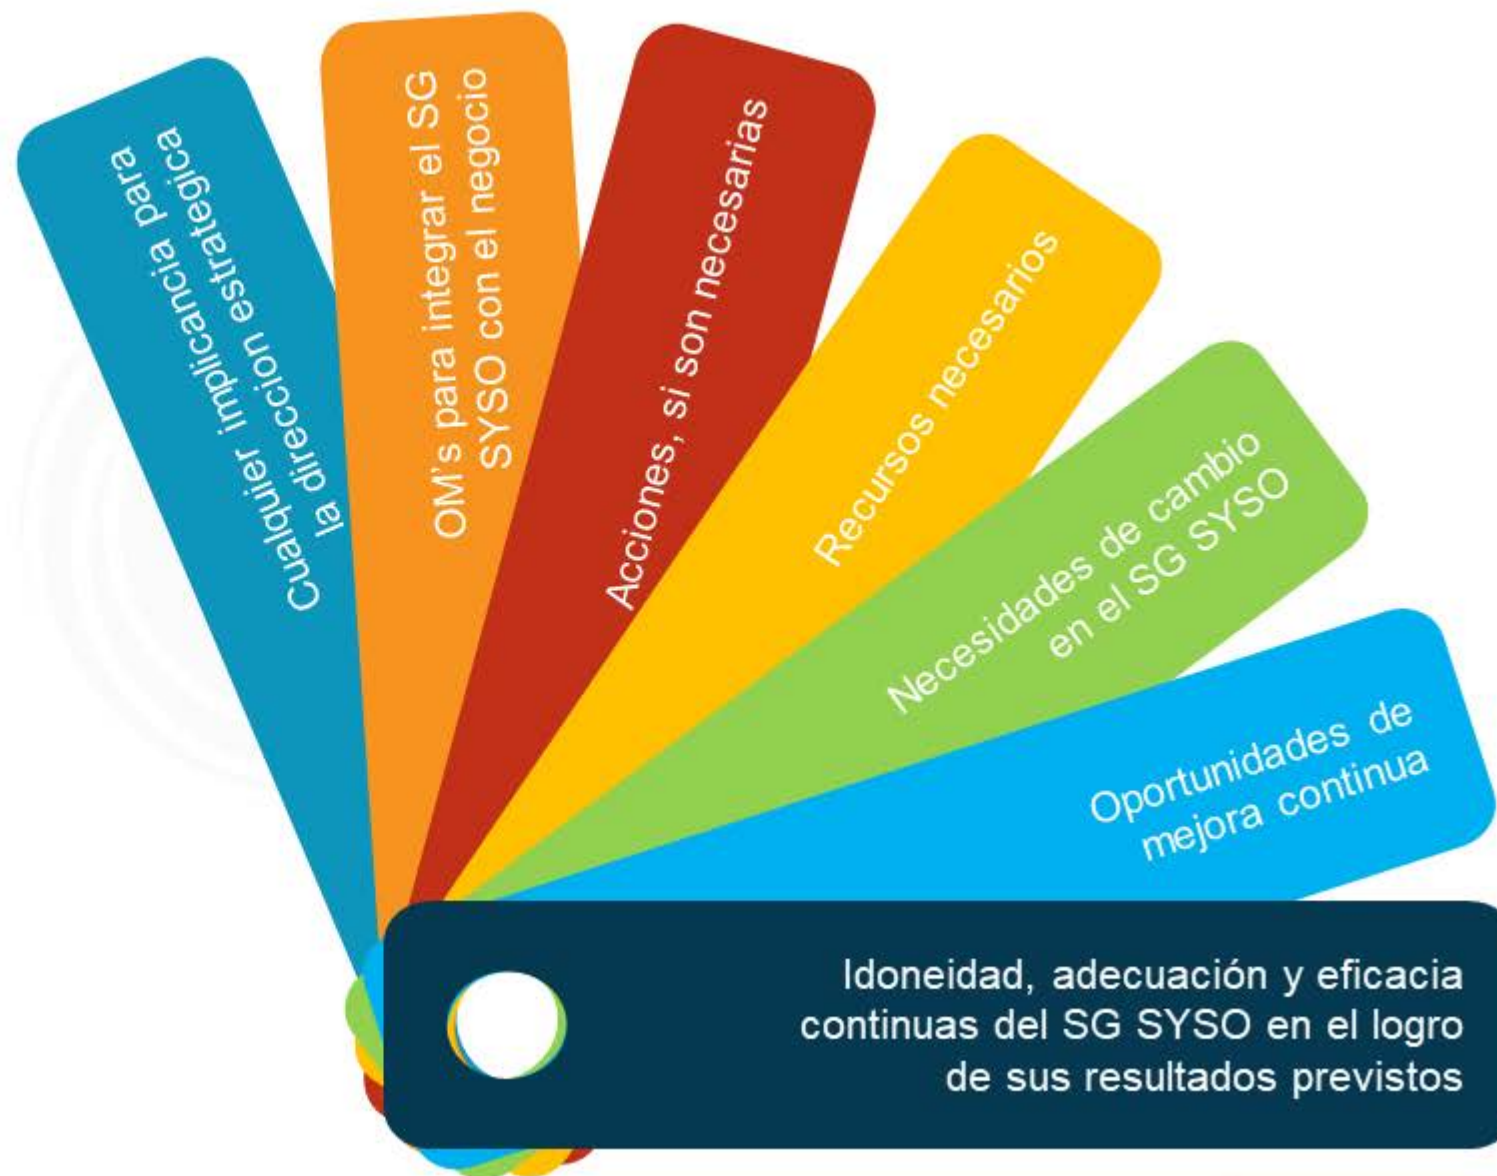 Cualquier implicancia para
la direccion estrategica
OM's para integrar el SG
SYSO con el negocio
Acciones, si son necesarias
Recursos necesarios
Necesidades de cambio
en el SG SYSO
Oportunidades de
mejora continua
Idoneidad, adecuación y eficacia
continuas del SG SYSO en el logro
de sus resultados previstos